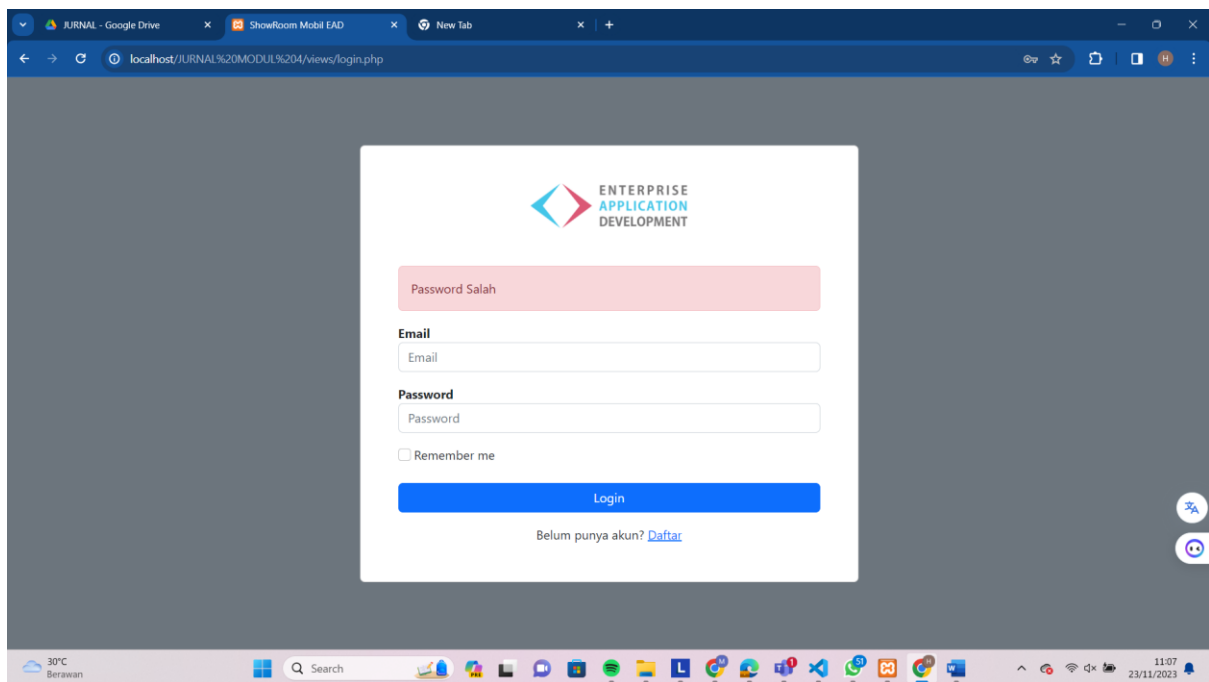 JURNAL - Google Drive
ShowRoom Mobil EAD
New Tab
localhost/JURNAL%20MODUL%204/views/login.php
H
ENTERPRISE
APPLICATION
DEVELOPMENT
Password Salah
Email
Email
Password
Password
Remember me
Login
Belum punya akun? Daftar
30°C
Berawan
Search
11:07
23/11/2023